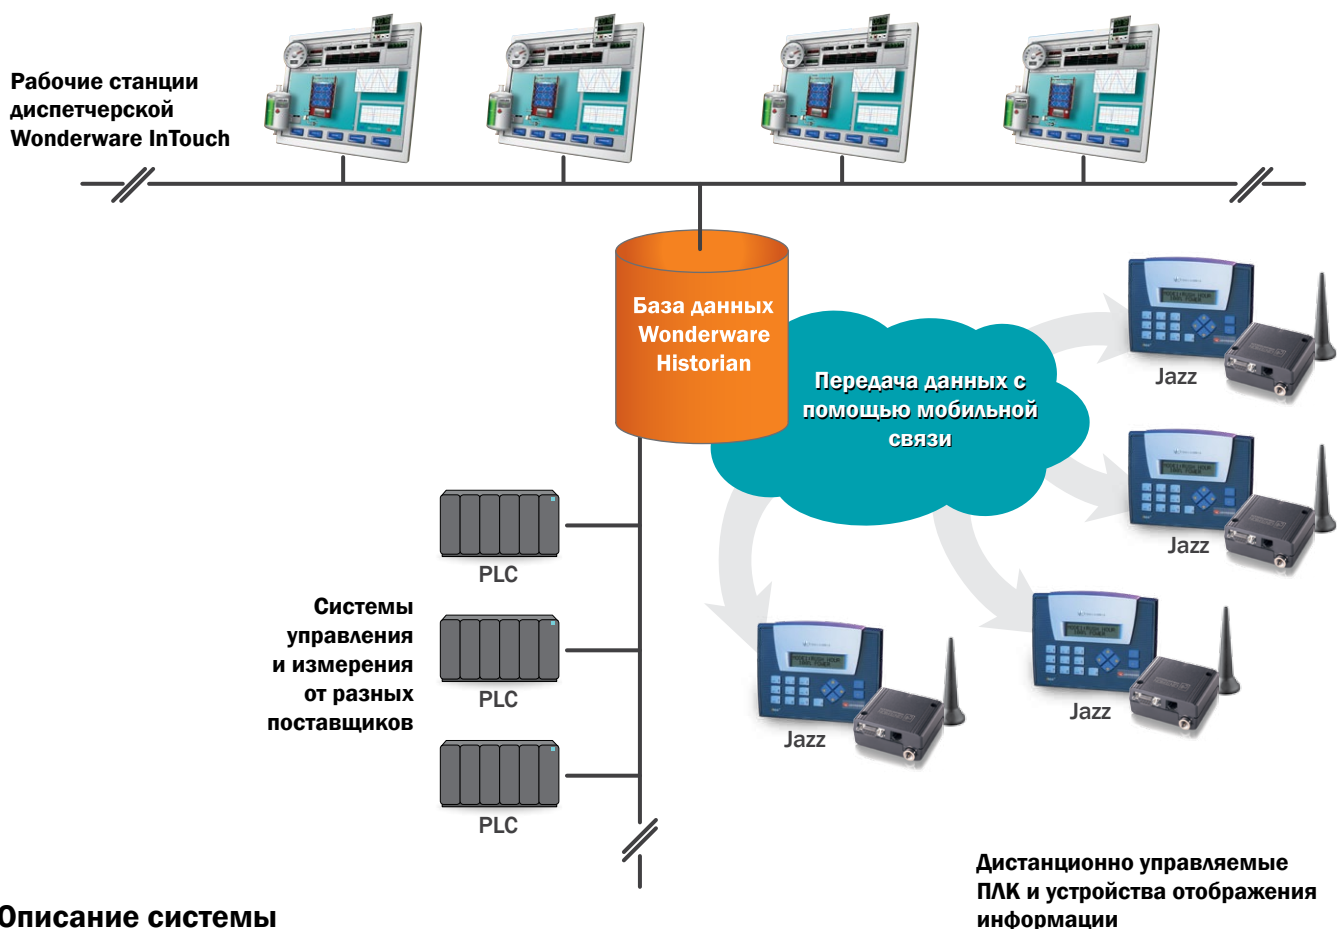 Рабочие станции
диспетчерской
Wonderware InTouch
База данных
Wonderware
Historian
Передача данных с
помощью мобильной
связи
Jazz
Jazz
Jazz
Jazz
PLC
PLC
PLC
Системы
управления
и измерения
от разных
поставщиков
Дистанционно управляемые
ПЛК и устройства отображения
информации
Описание системы